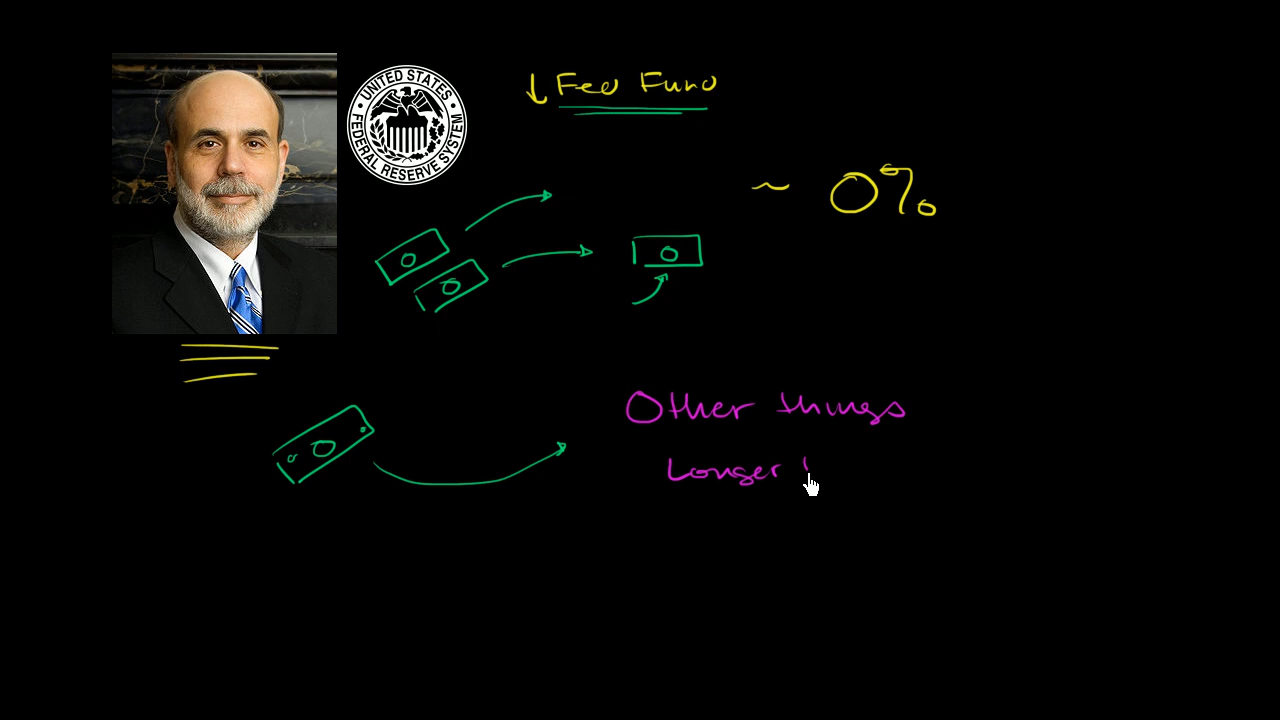 UNITED STATES
FEDERAL RESERVE SYSTEM
↓ Fed Fund
~ 0%
Other things
Longer